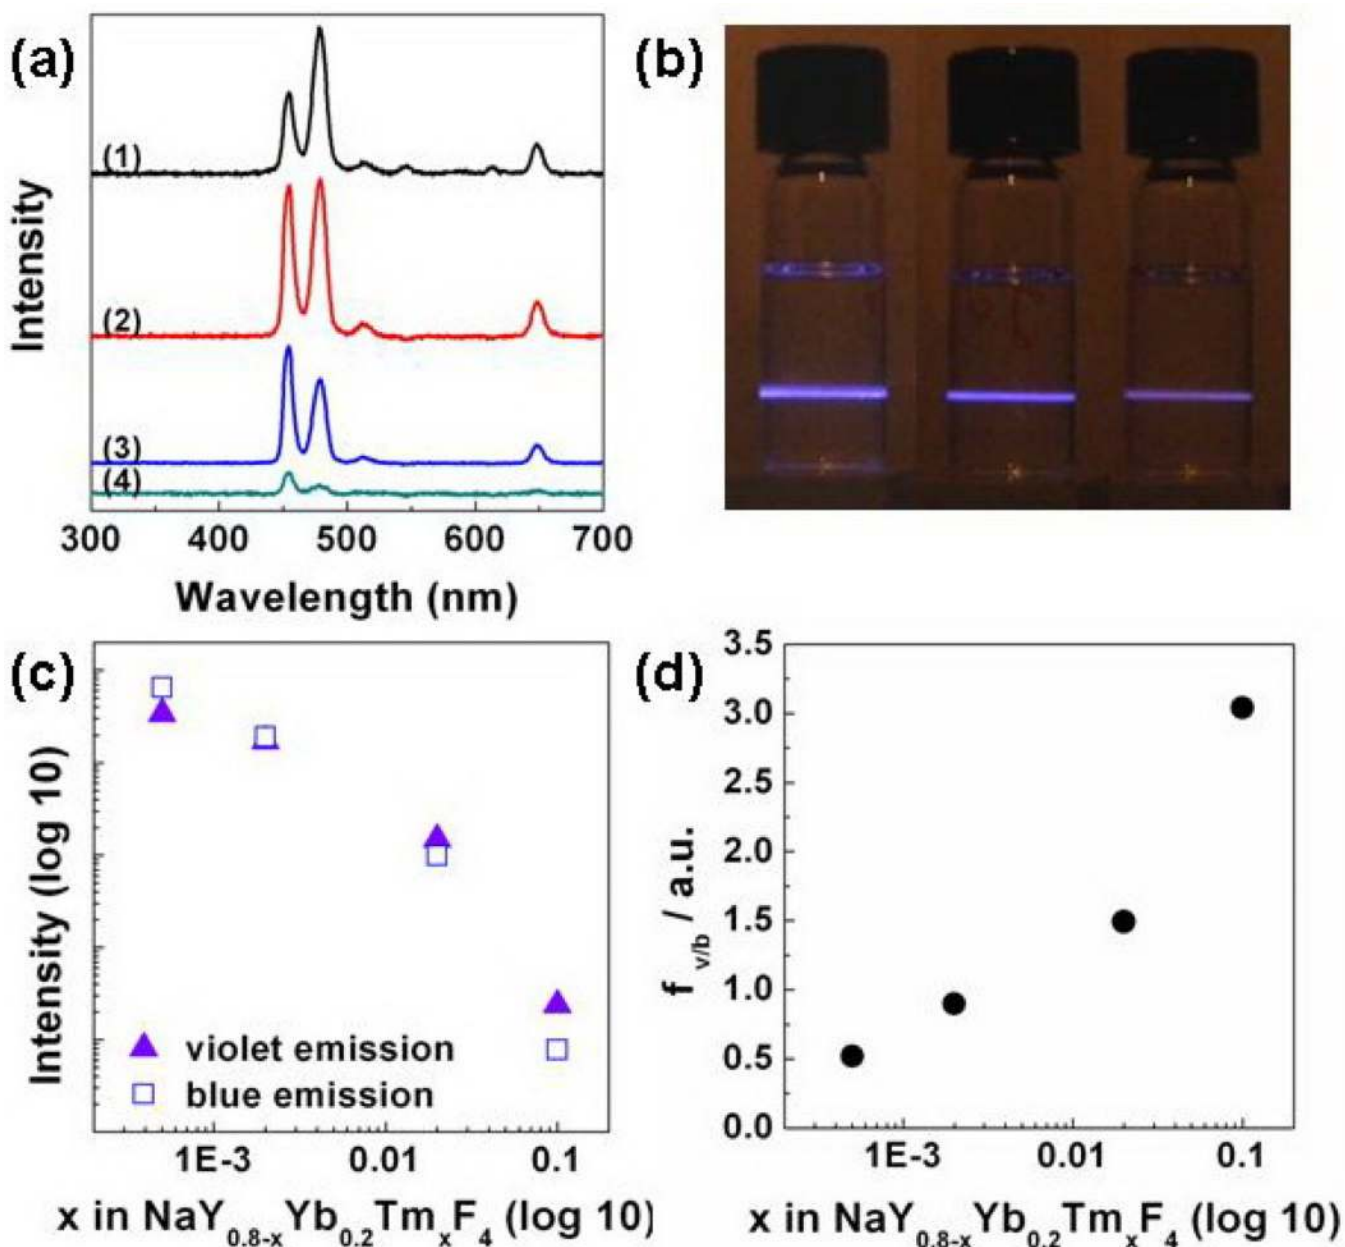 (a)
Intensity
(1)
(2)
(3)
(4)
300 400 500 600 700
Wavelength (nm)
(b)
(c)
Intensity (log 10)
violet emission
blue emission
1E-3 0.01 0.1
x in NaY0.8-xYb0.2TmxF4 (log 10)
(d)
f v/b / a.u.
3.5
3.0
2.5
2.0
1.5
1.0
0.5
0.0
1E-3 0.01 0.1
x in NaY0.8-xYb0.2TmxF4 (log 10)